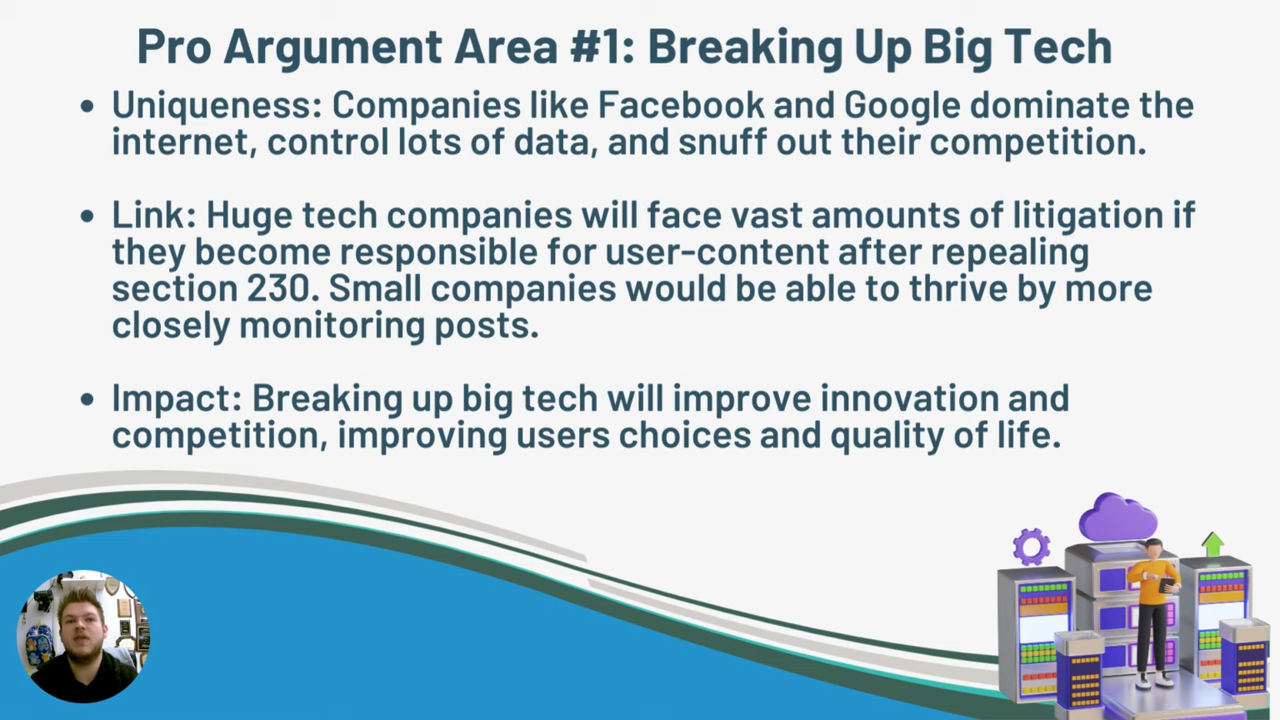 Pro Argument Area #1: Breaking Up Big Tech
• Uniqueness: Companies like Facebook and Google dominate the
internet, control lots of data, and snuff out their competition.
• Link: Huge tech companies will face vast amounts of litigation if
they become responsible for user-content after repealing
section 230. Small companies would be able to thrive by more
closely monitoring posts.
• Impact: Breaking up big tech will improve innovation and
competition, improving users choices and quality of life.